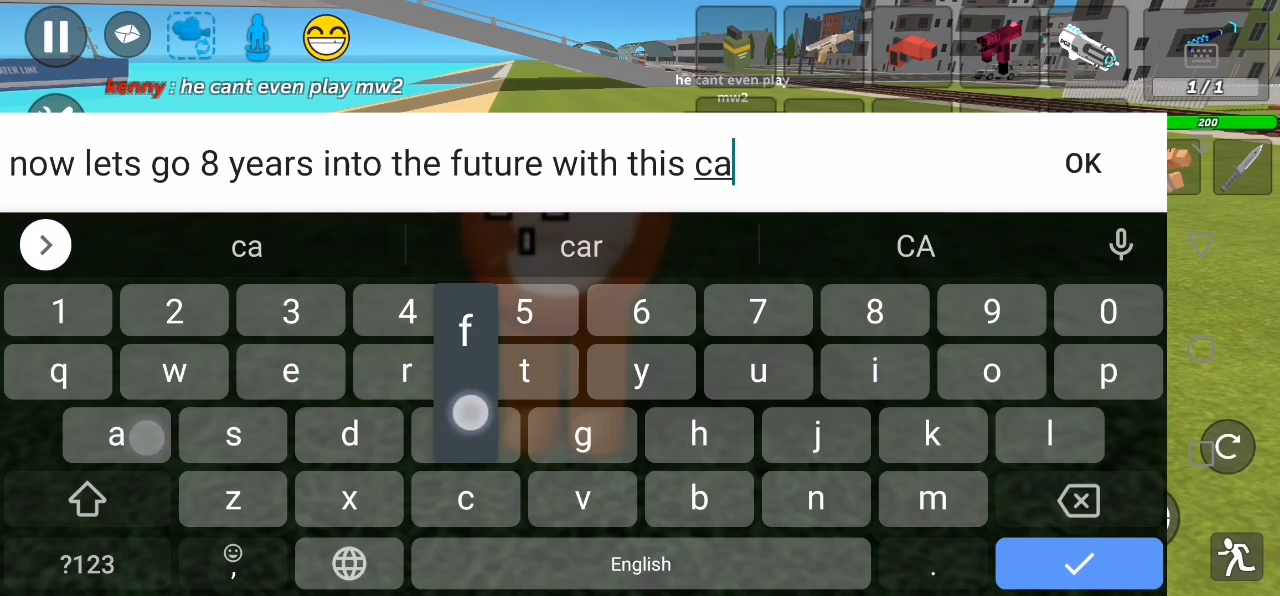 ATER LINE
kenny : he cant even play mw2
he cant even play
mw2
1/1
200
now lets go 8 years into the future with this ca
OK
ca car CA
1 2 3 4 5 6 7 8 9 0
q w e r t y u i o p
a s d f g h j k l
z x c v b n m
?123 , English .